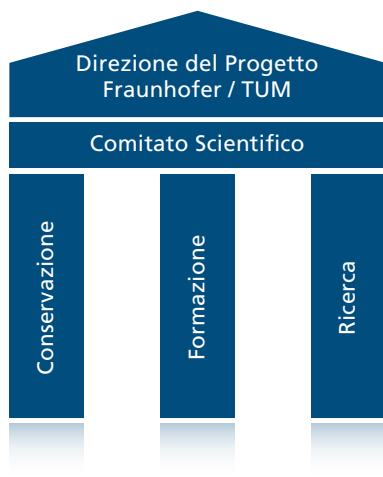 Direzione del Progetto
Fraunhofer / TUM
Comitato Scientifico
Conservazione
Formazione
Ricerca